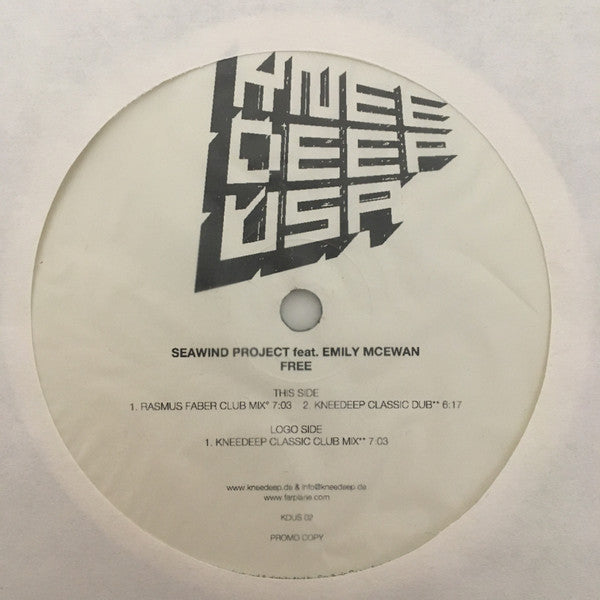 KNEE
DEEP
USA
SEAWIND PROJECT feat. EMILY MCEWAN
FREE
THIS SIDE
1. RASMUS FABER CLUB MIX* 7:03 2. KNEEDEEP CLASSIC DUB** 6:17
LOGO SIDE
1. KNEEDEEP CLASSIC CLUB MIX** 7:03
www.kneedeep.de & info@kneedeep.de
www.farplane.com
KDUS 02
PROMO COPY